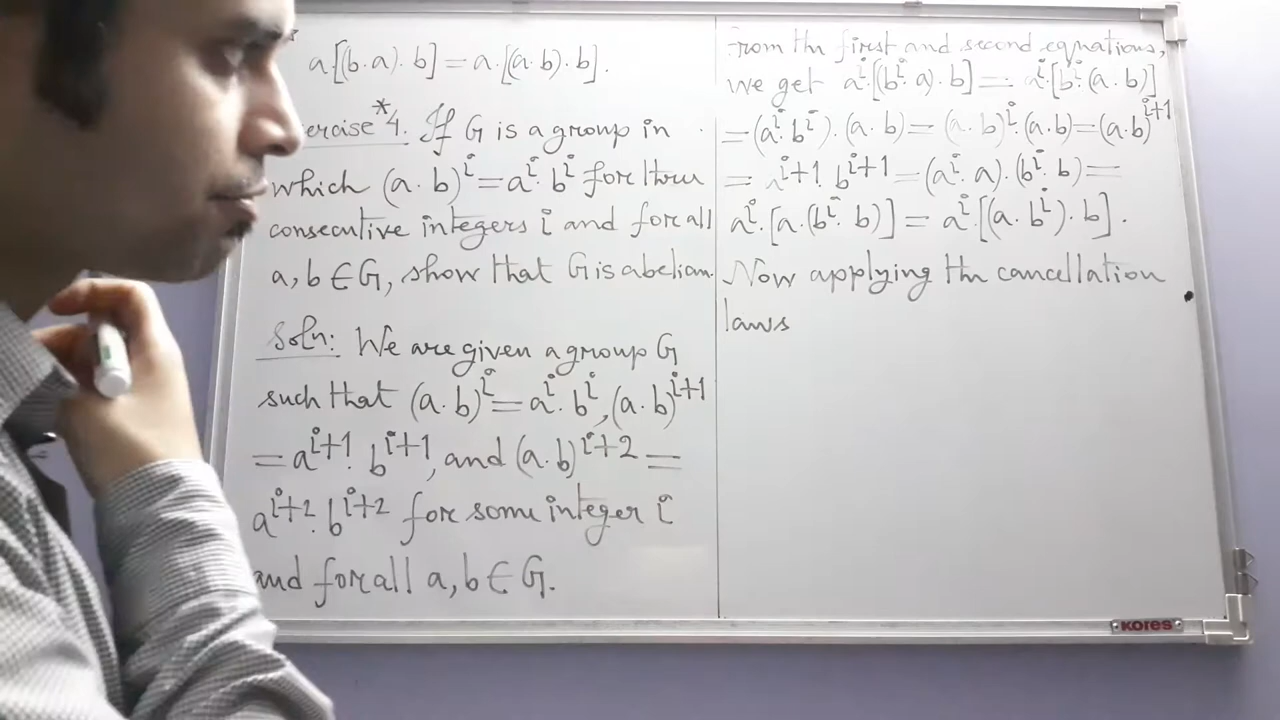 a[(b·a)·b]=a·[(a·b)·b].
ercise *4. If G is a group in
which (a·b)^i=a^i·b^i for three
consecutive integers i and for all
a, b ∈ G, show that G is abelian.
Soln: We are given a group G
such that (a·b)^i=a^i·b^i, (a·b)^{i+1}
=a^{i+1}·b^{i+1}, and (a·b)^{i+2}=
a^{i+2}·b^{i+2} for some integer i
and for all a, b ∈ G.
From the first and second equations,
we get a^i·[(b^i·a)·b] = a^i·[b^i·(a·b)]
=(a^i·b^i)·(a·b)=(a·b)^i·(a·b)=(a·b)^{i+1}
= a^{i+1}·b^{i+1}=(a^i·a)·(b^i·b)=
a^i·[a·(b^i·b)] = a^i·[(a·b^i)·b].
Now applying the cancellation
laws
KORES